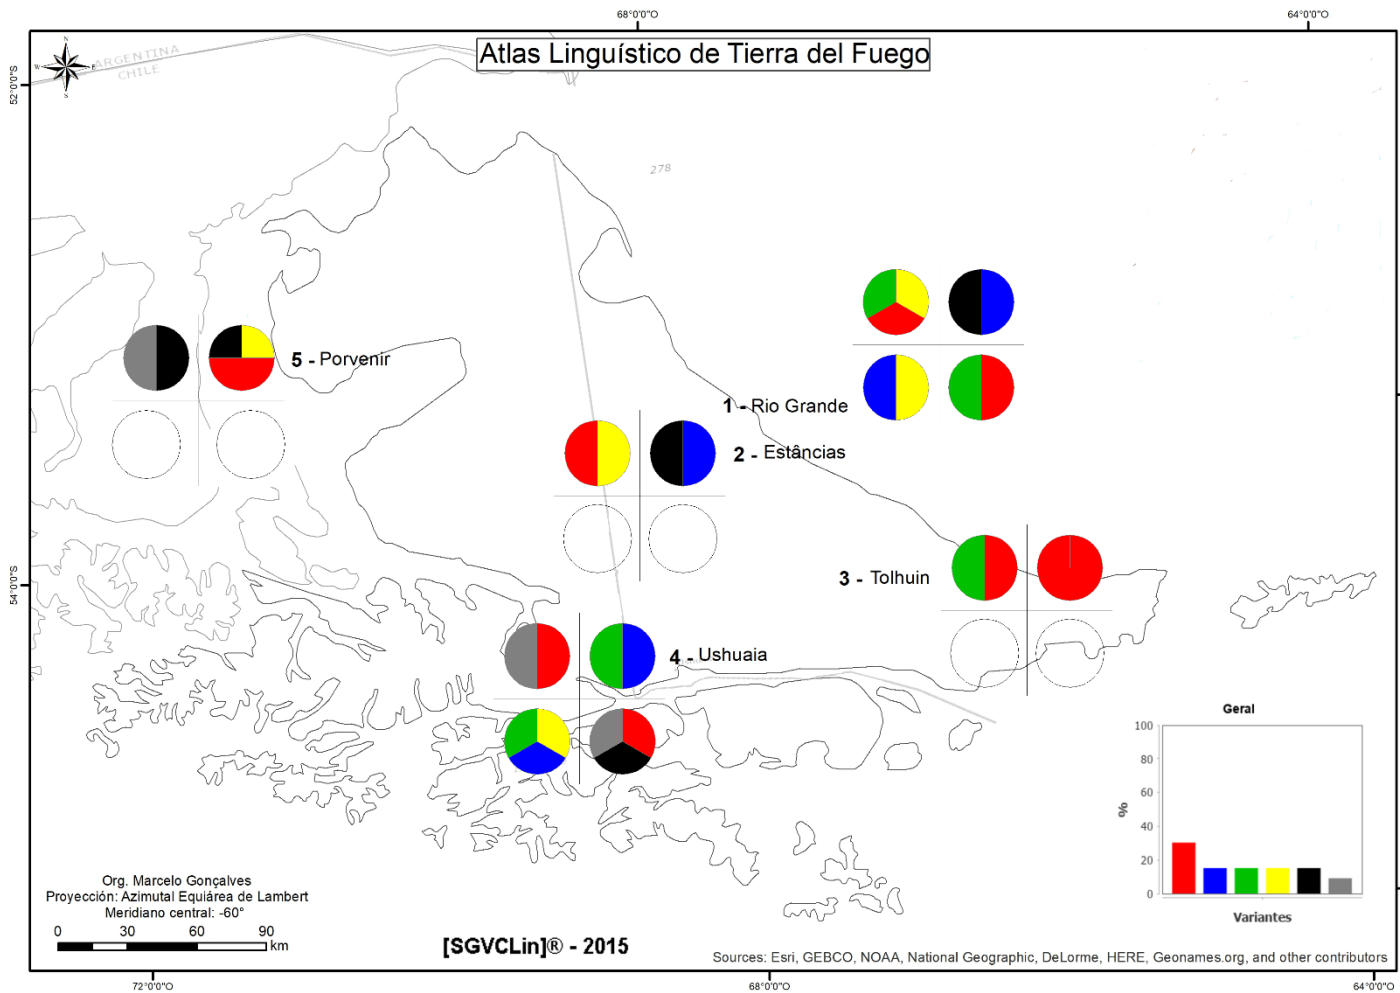 68°0'0"O
64°0'0"O
Atlas Linguístico de Tierra del Fuego
N
W
E
S
ARGENTINA
CHILE
52°0'0"S
278
5 - Porvenir
1 - Rio Grande
2 - Estâncias
3 - Tolhuin
54°0'0"S
4 - Ushuaia
Geral
100
80
60
%
40
20
0
Variantes
Org. Marcelo Gonçalves
Proyección: Azimutal Equiárea de Lambert
Meridiano central: -60°
0 30 60 90
km
[SGVCLin]® - 2015
Sources: Esri, GEBCO, NOAA, National Geographic, DeLorme, HERE, Geonames.org, and other contributors
72°0'0"O
68°0'0"O
64°0'0"O